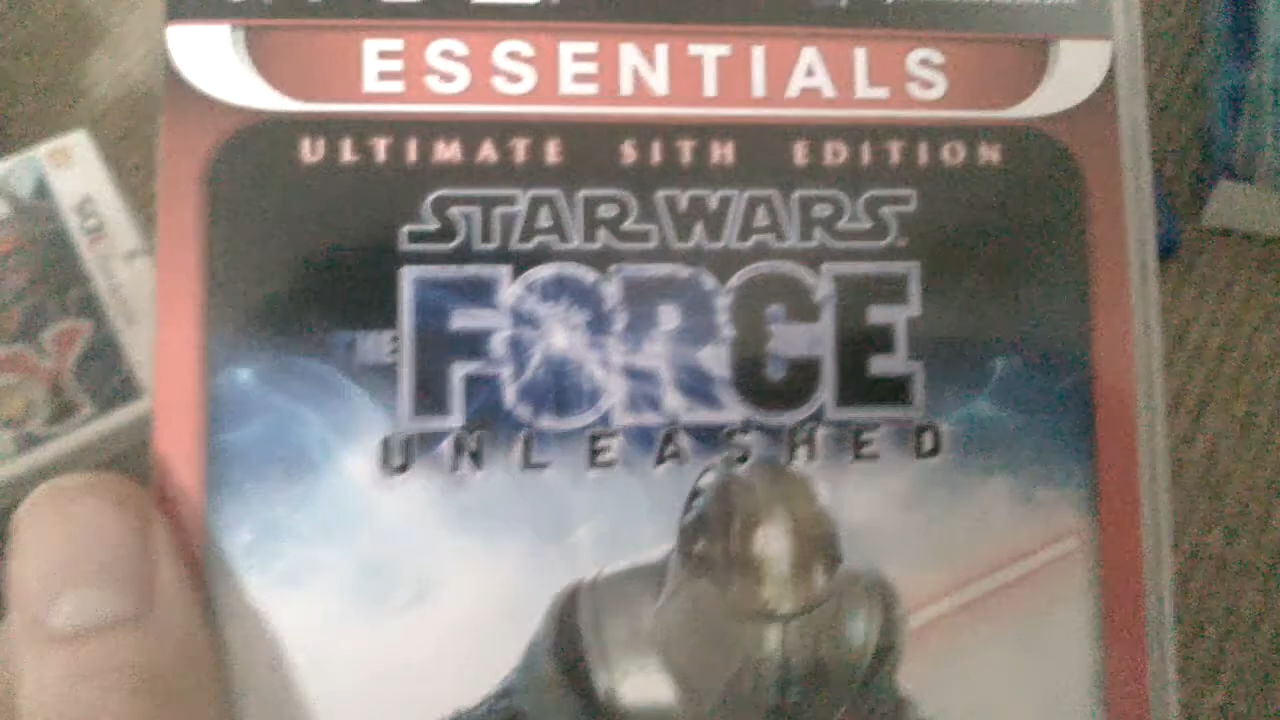 ESSENTIALS
ULTIMATE SITH EDITION
STAR WARS
FORCE
UNLEASHED